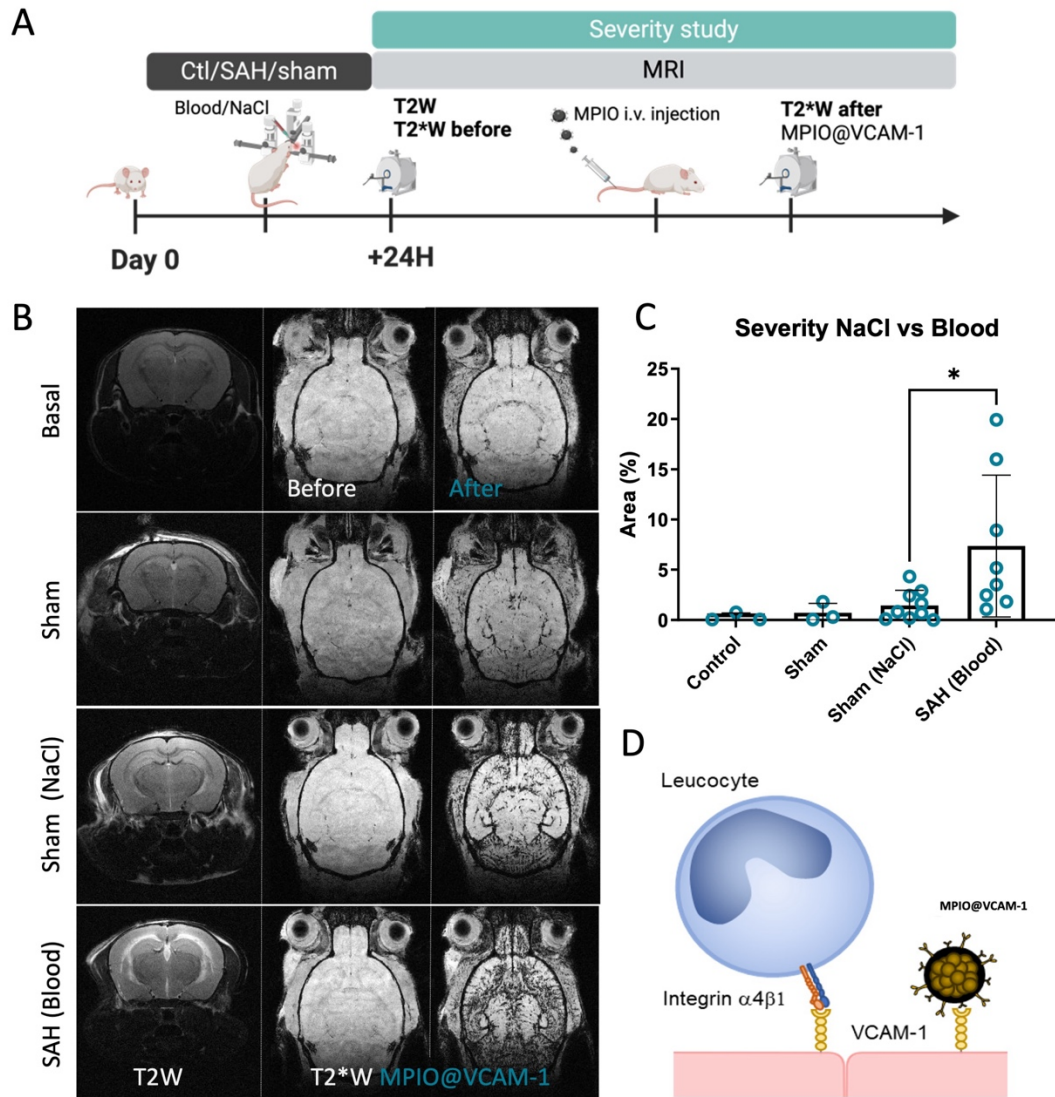 A
Severity study
Ctl/SAH/sham
MRI
Blood/NaCl
T2W
T2*W before
MPIO i.v. injection
T2*W after
MPIO@VCAM-1
Day 0
+24H
B
Basal
Before
After
Sham
Sham (NaCl)
SAH (Blood)
T2W
T2*W MPIO@VCAM-1
C
Severity NaCl vs Blood
*
Area (%)
25
20
15
10
5
0
Control
Sham
Sham (NaCl)
SAH (Blood)
D
Leucocyte
MPIO@VCAM-1
Integrin α4β1
VCAM-1